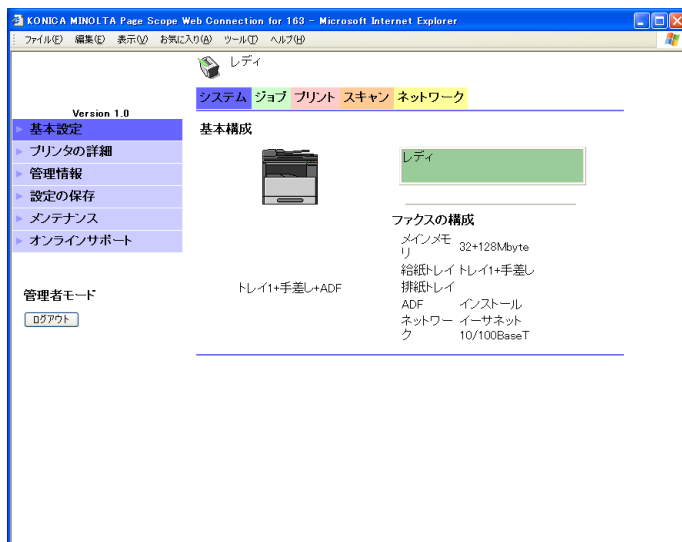 KONICA MINOLTA Page Scope Web Connection for 163 - Microsoft Internet Explorer
ファイル(F) 編集(E) 表示(V) お気に入り(A) ツール(T) ヘルプ(H)
レディ
システム ジョブ プリント スキャン ネットワーク
Version 1.0
基本設定
プリンタの詳細
管理情報
設定の保存
メンテナンス
オンラインサポート
管理者モード
ログアウト
基本構成
レディ
トレイ1+手差し+ADF
ファクスの構成
メインメモ
リ 32+128Mbyte
給紙トレイ トレイ1+手差し
排紙トレイ
ADF インストール
ネットワー イーサネット
ク 10/100BaseT